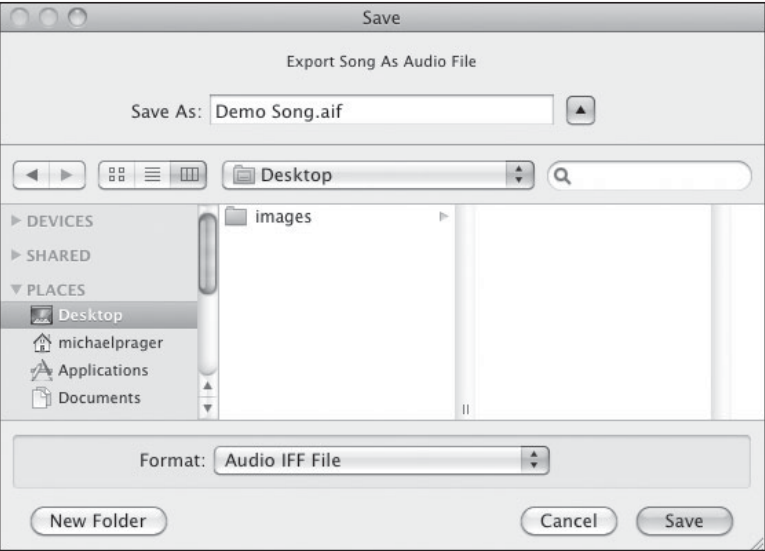 Save
Export Song As Audio File
Save As: Demo Song.aif
Desktop
DEVICES
SHARED
PLACES
Desktop
michaelprager
Applications
Documents
images
Format: Audio IFF File
New Folder
Cancel
Save